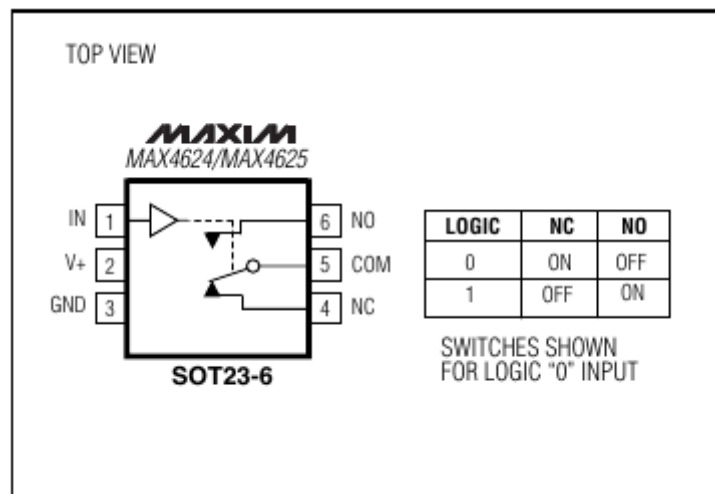 TOP VIEW
MAXIM
MAX4624/MAX4625
IN 1
V+ 2
GND 3
6 NO
5 COM
4 NC
SOT23-6
LOGIC NC NO
0 ON OFF
1 OFF ON
SWITCHES SHOWN
FOR LOGIC "0" INPUT